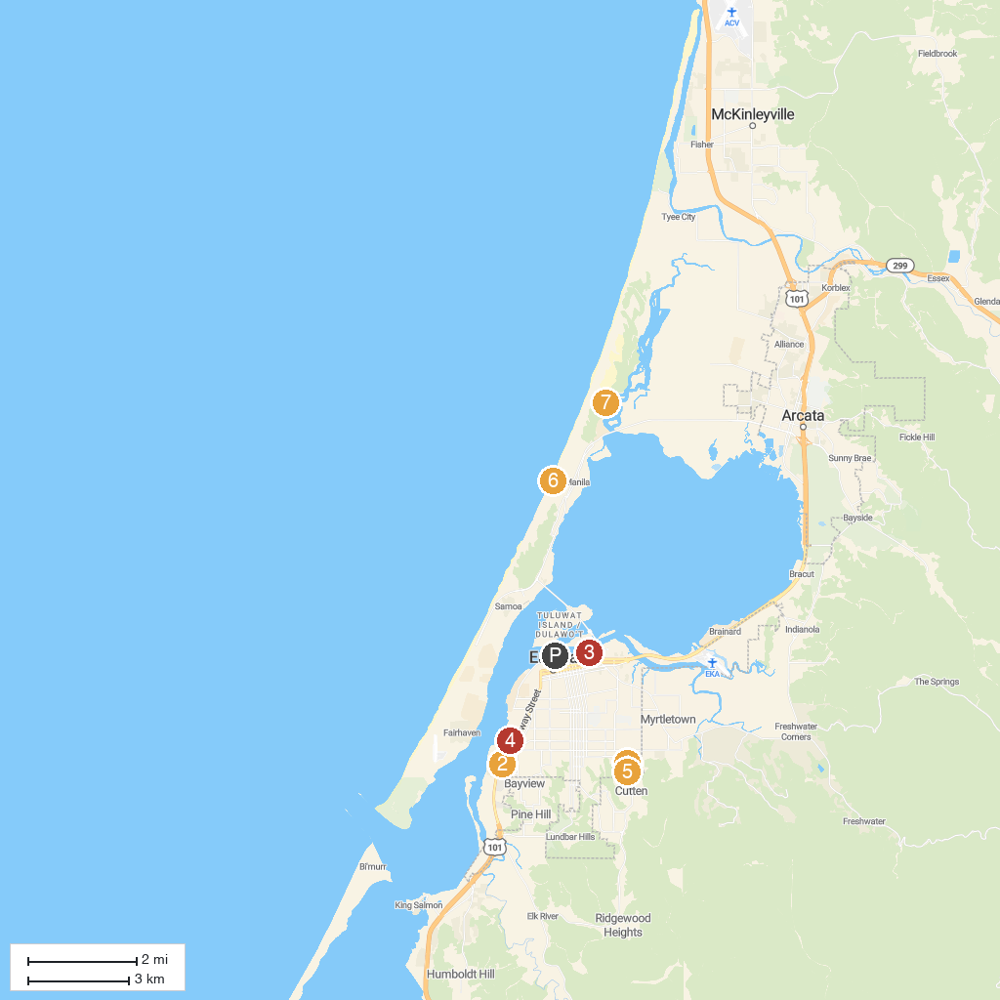 ACV
Fieldbrook
McKinleyville
Fisher
Tyee City
299
Essex
Korblex
101
Glenda
Alliance
7
Arcata
Fickle Hill
Sunny Brae
6
Manila
Bayside
Bracut
Samoa
TULUWAT
ISLAND /
DULAWO'T
Indianola
Brainard
P
3
EKA
The Springs
way Street
Myrtletown
Fairhaven
Freshwater
Corners
4
2
5
Bayview
Cutten
Pine Hill
Freshwater
Lundbar Hills
101
Bi'murr
King Salmon
Elk River
Ridgewood
Heights
Humboldt Hill
2 mi
3 km